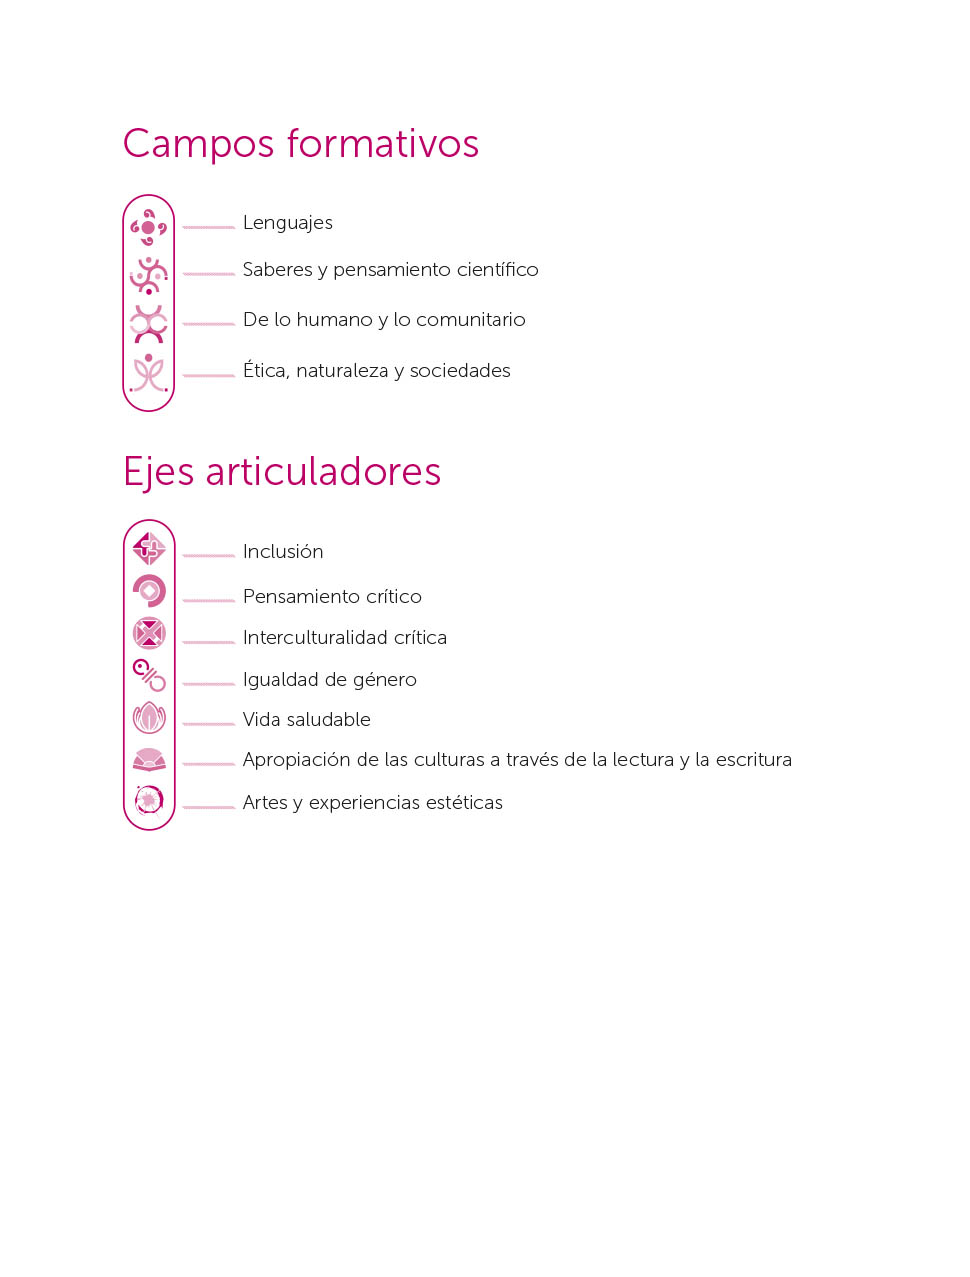 Campos formativos
Lenguajes
Saberes y pensamiento científico
De lo humano y lo comunitario
Ética, naturaleza y sociedades
Ejes articuladores
Inclusión
Pensamiento crítico
Interculturalidad crítica
Igualdad de género
Vida saludable
Apropiación de las culturas a través de la lectura y la escritura
Artes y experiencias estéticas